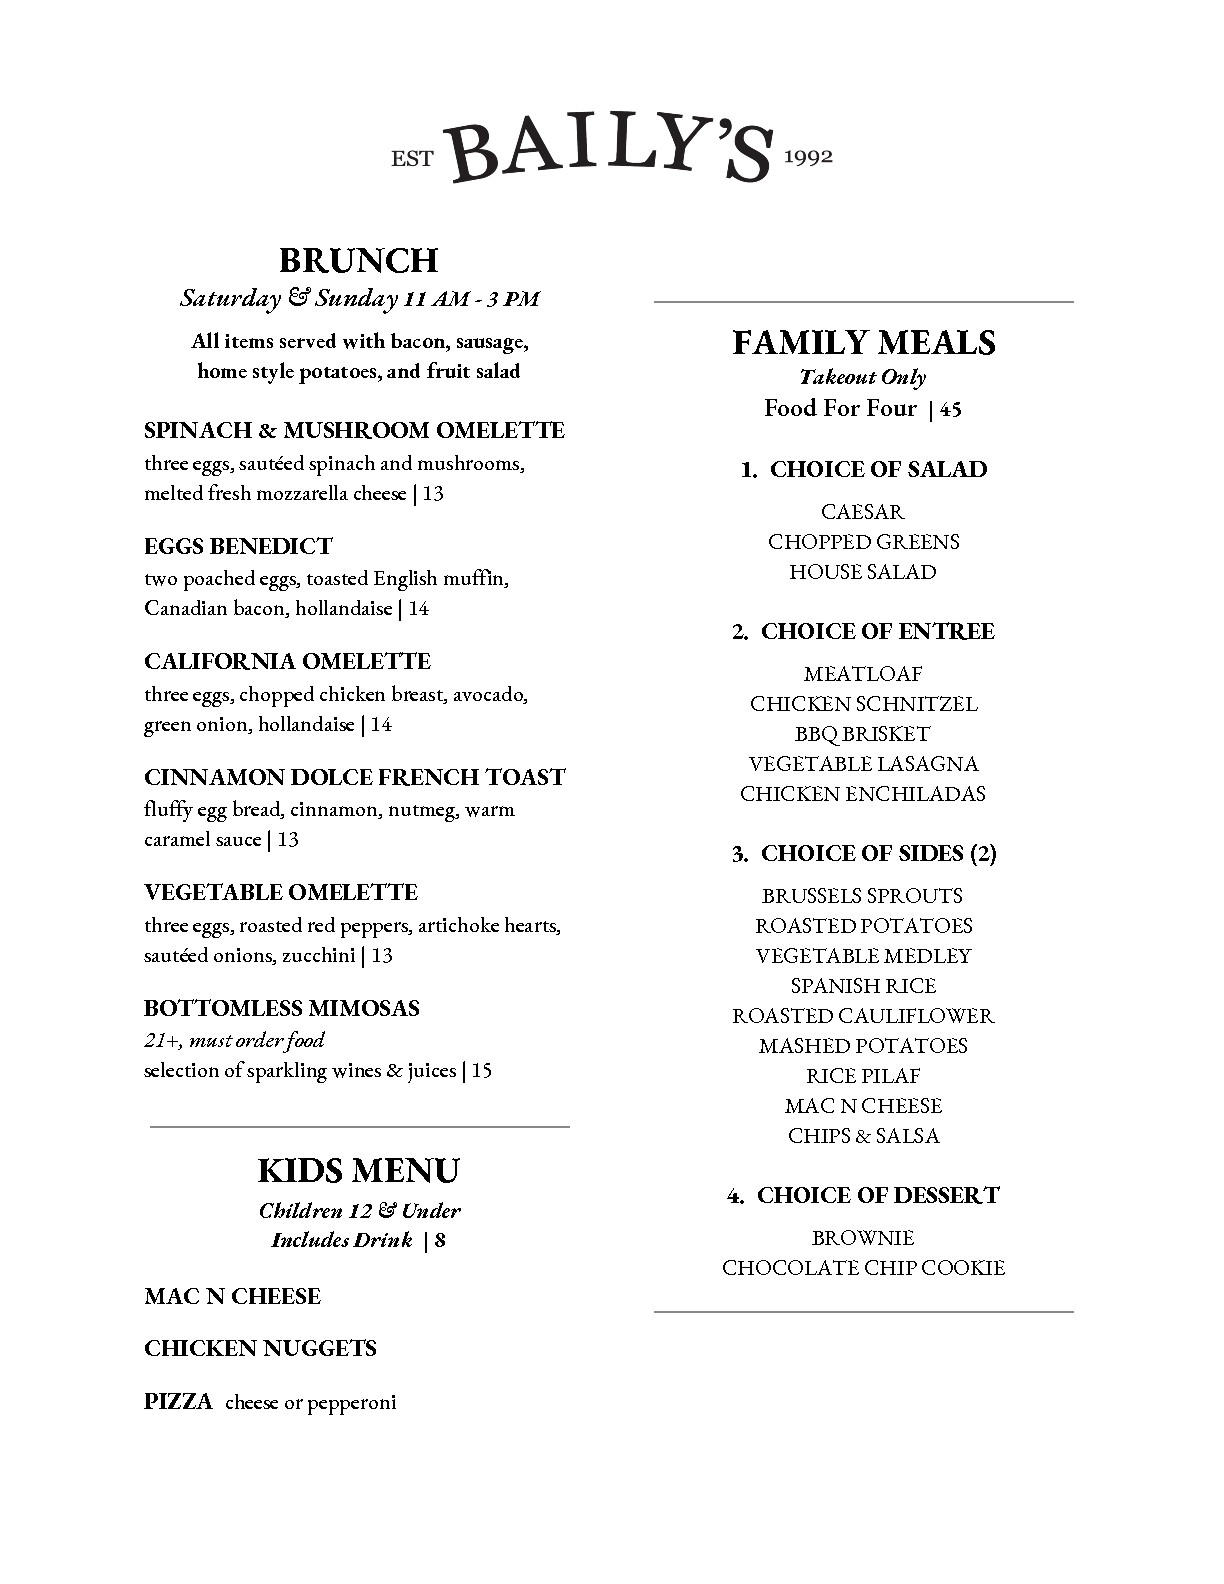 EST BAILY'S 1992
BRUNCH
Saturday & Sunday 11 AM - 3 PM
All items served with bacon, sausage,
home style potatoes, and fruit salad
SPINACH & MUSHROOM OMELETTE
three eggs, sautéed spinach and mushrooms,
melted fresh mozzarella cheese | 13
EGGS BENEDICT
two poached eggs, toasted English muffin,
Canadian bacon, hollandaise | 14
CALIFORNIA OMELETTE
three eggs, chopped chicken breast, avocado,
green onion, hollandaise | 14
CINNAMON DOLCE FRENCH TOAST
fluffy egg bread, cinnamon, nutmeg, warm
caramel sauce | 13
VEGETABLE OMELETTE
three eggs, roasted red peppers, artichoke hearts,
sautéed onions, zucchini | 13
BOTTOMLESS MIMOSAS
21+, must order food
selection of sparkling wines & juices | 15
KIDS MENU
Children 12 & Under
Includes Drink | 8
MAC N CHEESE
CHICKEN NUGGETS
PIZZA cheese or pepperoni
FAMILY MEALS
Takeout Only
Food For Four | 45
1. CHOICE OF SALAD
CAESAR
CHOPPED GREENS
HOUSE SALAD
2. CHOICE OF ENTREE
MEATLOAF
CHICKEN SCHNITZEL
BBQ BRISKET
VEGETABLE LASAGNA
CHICKEN ENCHILADAS
3. CHOICE OF SIDES (2)
BRUSSELS SPROUTS
ROASTED POTATOES
VEGETABLE MEDLEY
SPANISH RICE
ROASTED CAULIFLOWER
MASHED POTATOES
RICE PILAF
MAC N CHEESE
CHIPS & SALSA
4. CHOICE OF DESSERT
BROWNIE
CHOCOLATE CHIP COOKIE